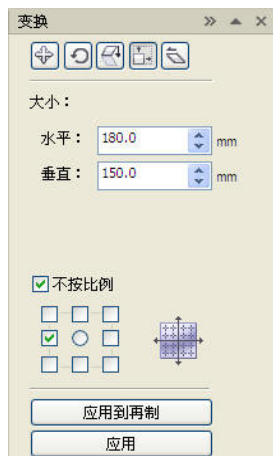 变换
大小：
水平： 180.0 mm
垂直： 150.0 mm
不按比例
应用到再制
应用